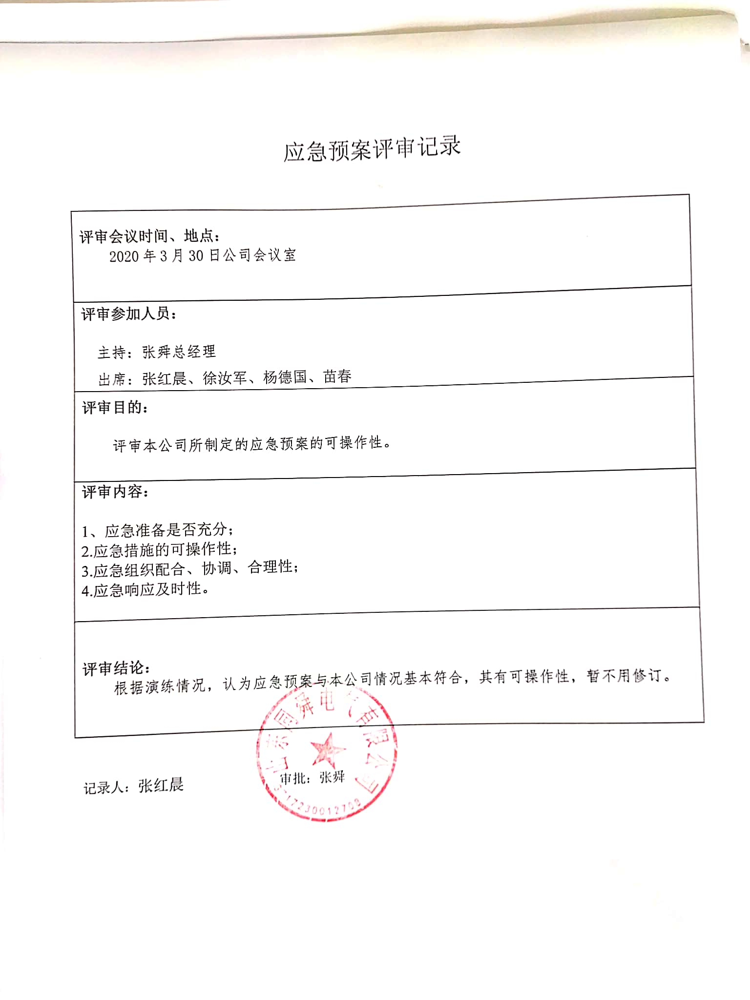 应急预案评审记录
评审会议时间、地点：
2020年3月30日公司会议室
评审参加人员：
主持：张舜总经理
出席：张红晨、徐汝军、杨德国、苗春
评审目的：
评审本公司所制定的应急预案的可操作性。
评审内容：
1、应急准备是否充分；
2.应急措施的可操作性；
3.应急组织配合、协调、合理性；
4.应急响应及时性。
评审结论：
根据演练情况，认为应急预案与本公司情况基本符合，其有可操作性，暂不用修订。
山东同舜电气有限公司
记录人：张红晨
审批：张舜